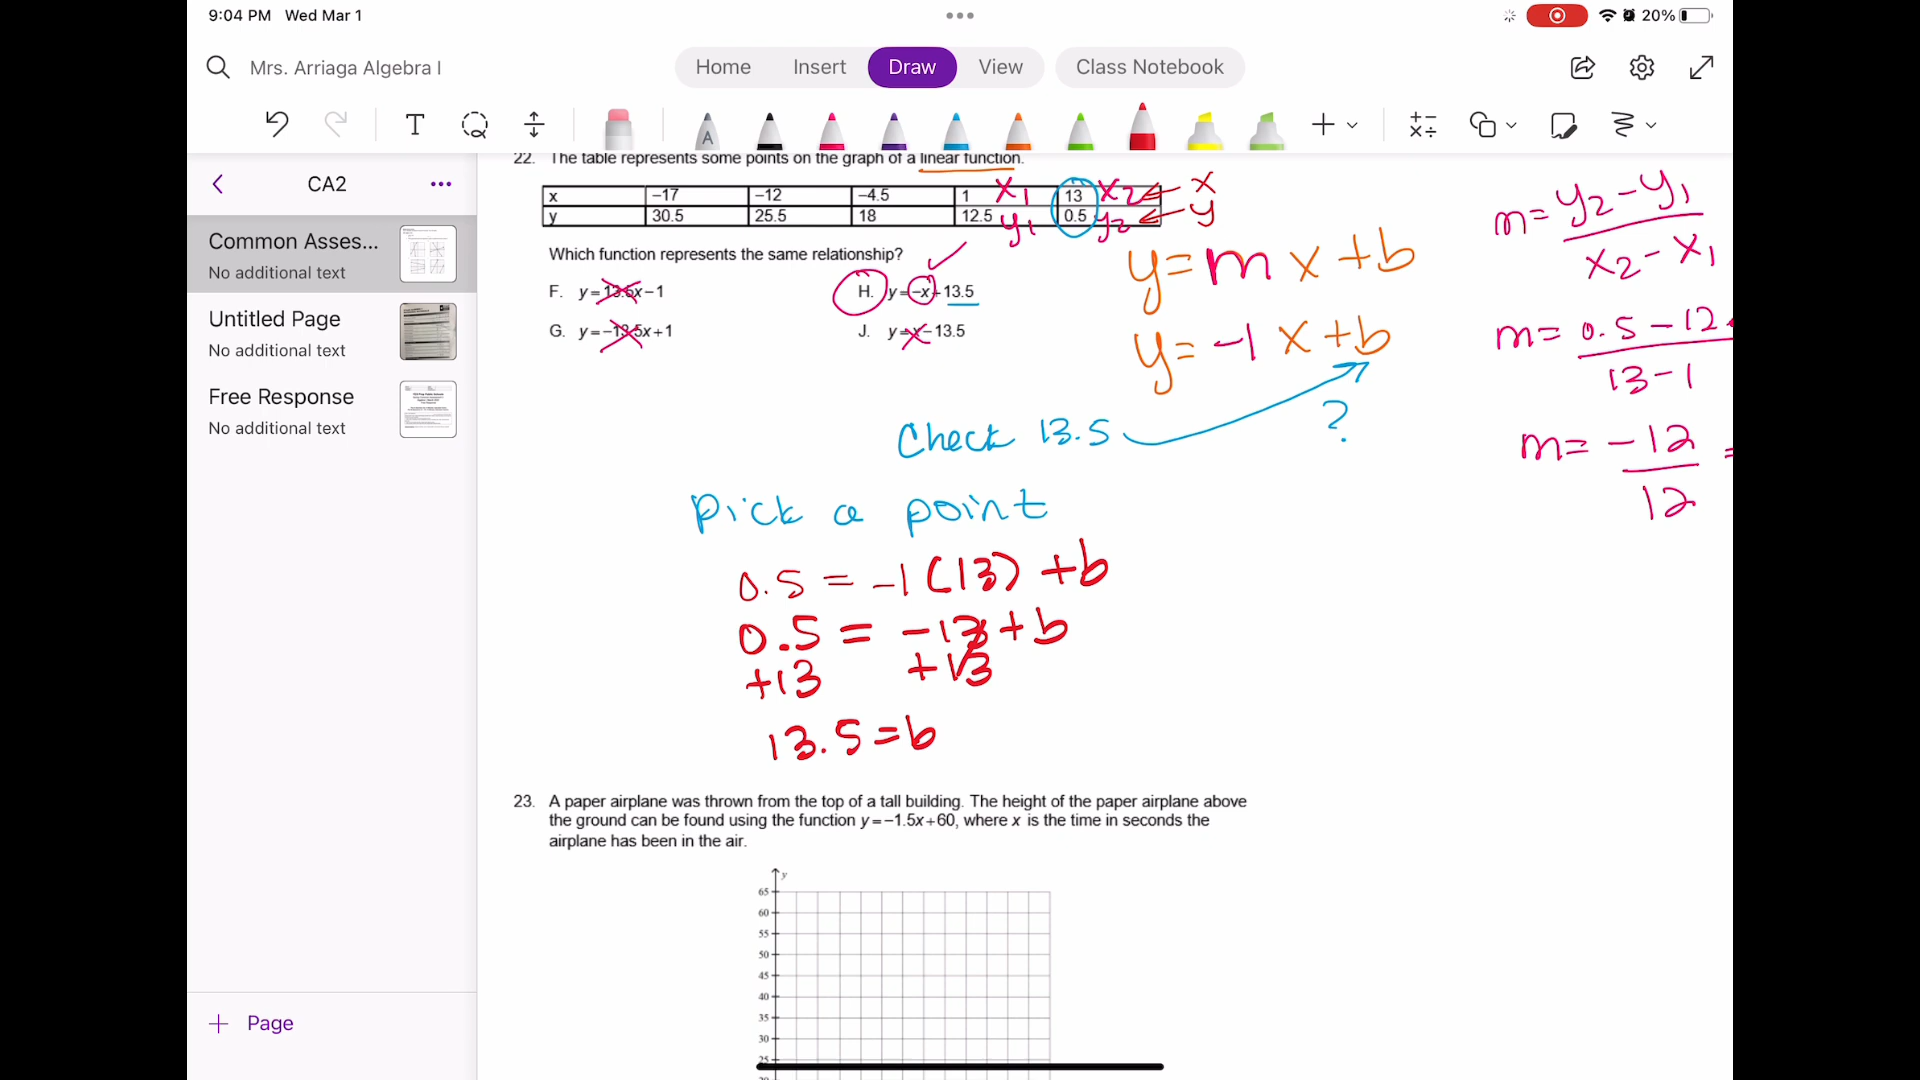 9:04 PM Wed Mar 1
20%
Mrs. Arriaga Algebra I
Home Insert Draw View Class Notebook
CA2
Common Asses...
No additional text
Untitled Page
No additional text
Free Response
No additional text
+ Page
22. The table represents some points on the graph of a linear function.
x −17 −12 −4.5 1 x1 13 x2 ← x
y 30.5 25.5 18 12.5 y1 0.5 y2 ← y
Which function represents the same relationship?
F. y=13.5x−1
H. y=−x+13.5
G. y=−13.5x+1
J. y=x−13.5
y=mx+b
y=-1x+b
?
m=y2-y1
x2-x1
m=0.5-12.
13-1
m=-12 =
12
Check 13.5
Pick a point
0.5=-1(13)+b
0.5=-13+b
+13 +13
13.5=b
23. A paper airplane was thrown from the top of a tall building. The height of the paper airplane above
the ground can be found using the function y=−1.5x+60, where x is the time in seconds the
airplane has been in the air.
y
65
60
55
50
45
40
35
30
25